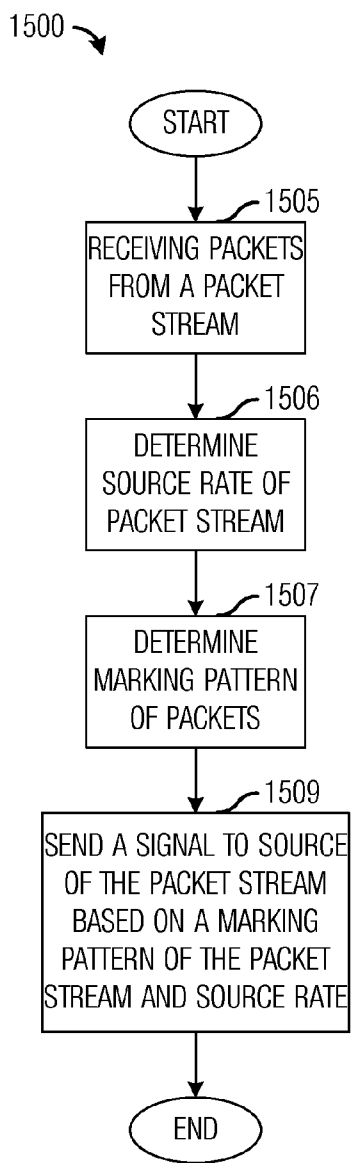 1500
START
1505
RECEIVING PACKETS
FROM A PACKET
STREAM
1506
DETERMINE
SOURCE RATE OF
PACKET STREAM
1507
DETERMINE
MARKING PATTERN
OF PACKETS
1509
SEND A SIGNAL TO SOURCE
OF THE PACKET STREAM
BASED ON A MARKING
PATTERN OF THE PACKET
STREAM AND SOURCE RATE
END